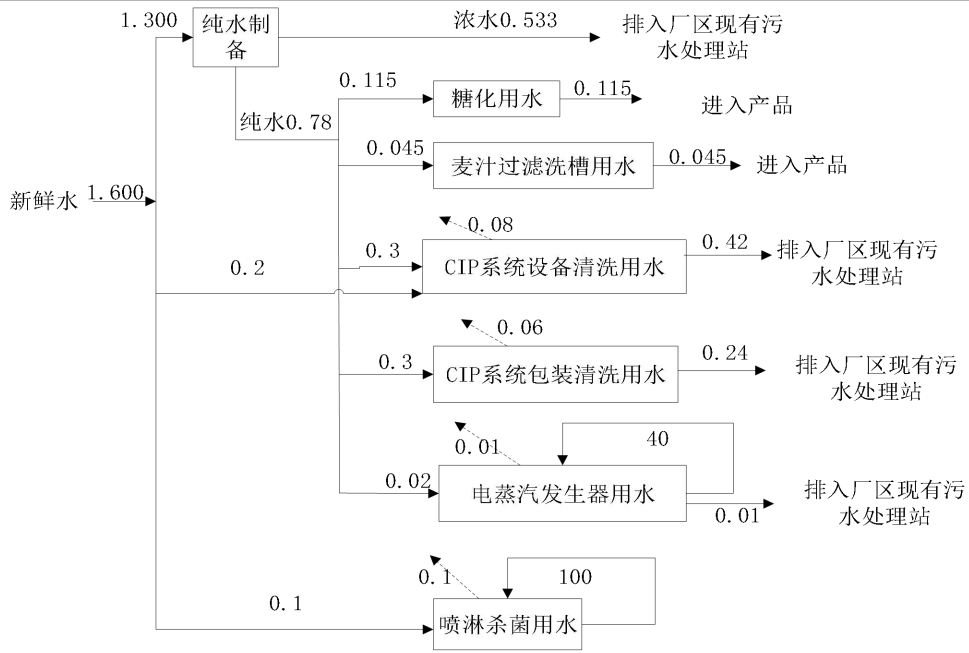 1.300
纯水制
备
浓水0.533
排入厂区现有污
水处理站
纯水0.78
0.115
糖化用水
0.115
进入产品
0.045
麦汁过滤洗槽用水
0.045
进入产品
新鲜水
1.600
0.08
0.3
CIP系统设备清洗用水
0.42
排入厂区现有污
水处理站
0.2
0.06
0.3
CIP系统包装清洗用水
0.24
排入厂区现有污
水处理站
0.01
40
0.02
电蒸汽发生器用水
0.01
排入厂区现有污
水处理站
0.1
100
0.1
喷淋杀菌用水